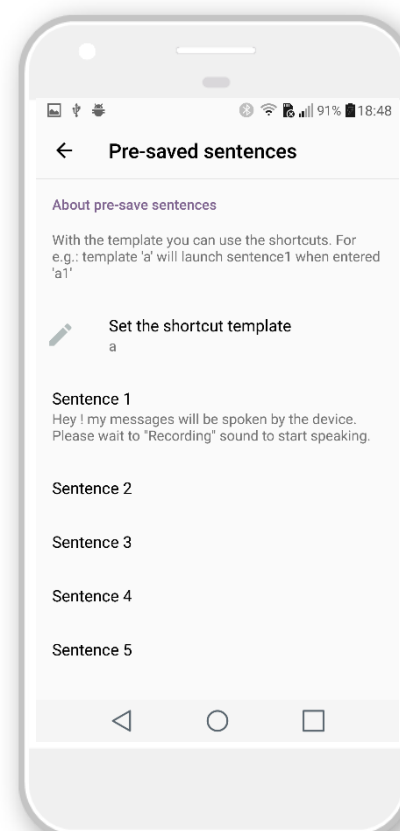 91% 18:48
Pre-saved sentences
About pre-save sentences
With the template you can use the shortcuts. For
e.g.: template 'a' will launch sentence1 when entered
'a1'
Set the shortcut template
a
Sentence 1
Hey ! my messages will be spoken by the device.
Please wait to "Recording" sound to start speaking.
Sentence 2
Sentence 3
Sentence 4
Sentence 5